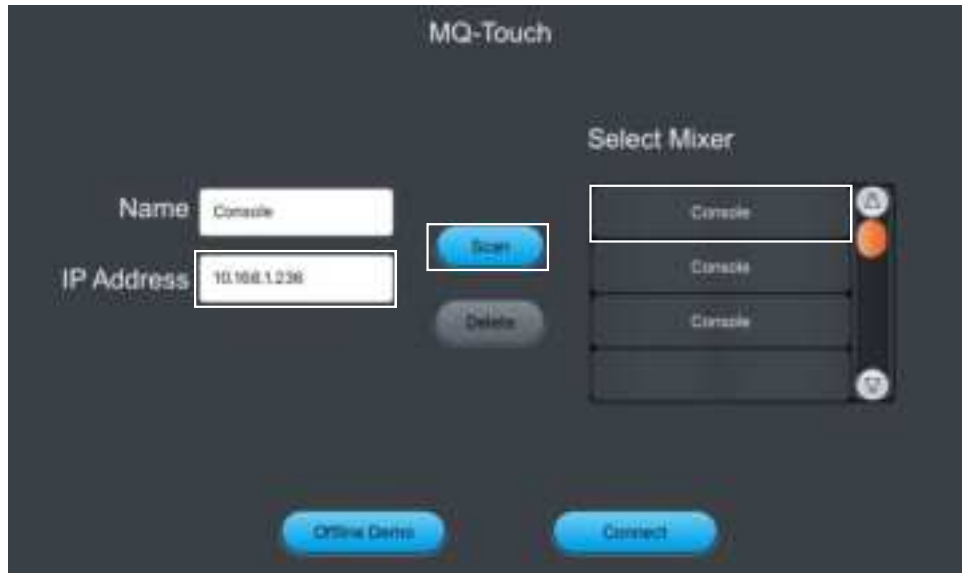 MQ-Touch
Select Mixer
Name
Console
Scan
Console
IP Address
10.168.1.236
Console
Delete
Console
Offline Demo
Connect